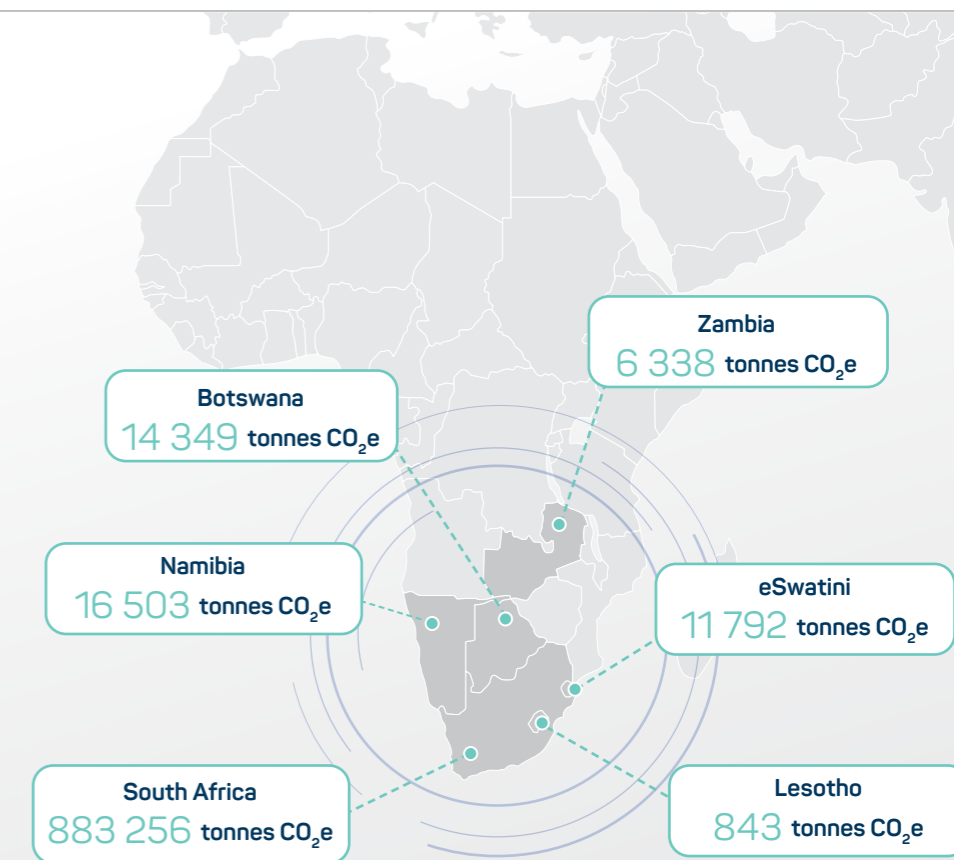 Zambia
6 338 tonnes CO₂e
Botswana
14 349 tonnes CO₂e
Namibia
16 503 tonnes CO₂e
eSwatini
11 792 tonnes CO₂e
South Africa
883 256 tonnes CO₂e
Lesotho
843 tonnes CO₂e